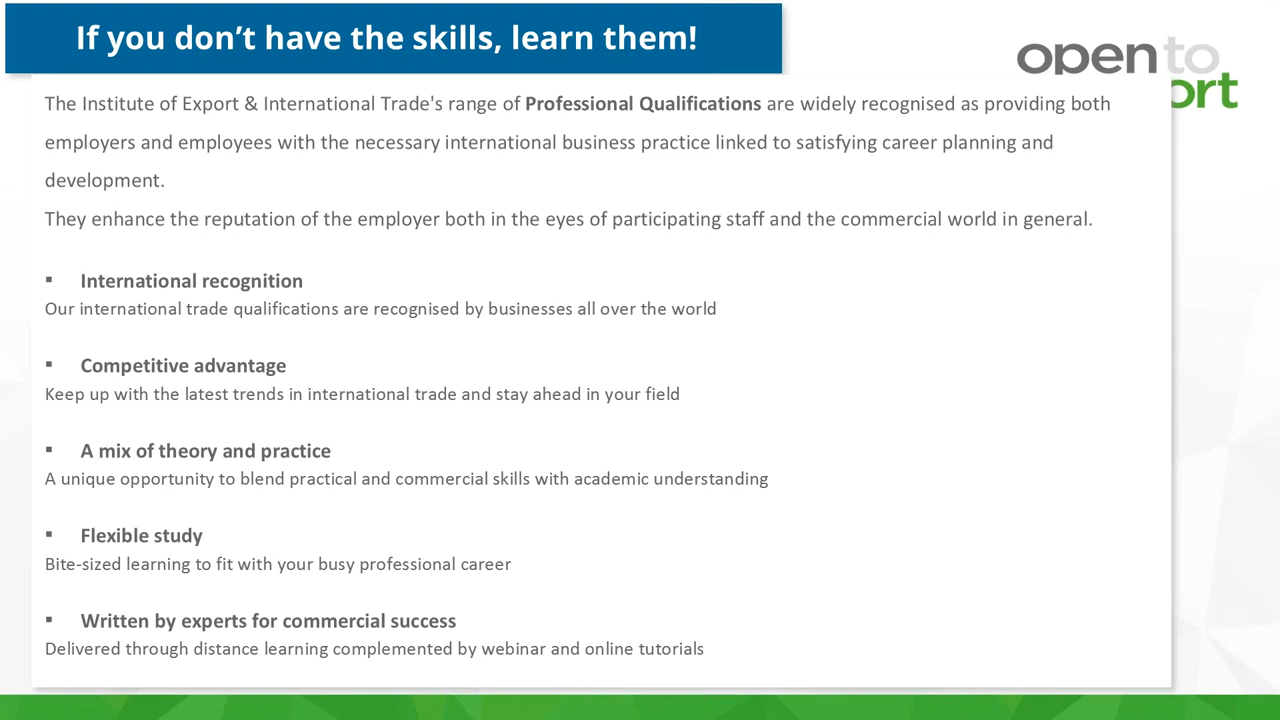 If you don’t have the skills, learn them!
open to
ort
The Institute of Export & International Trade's range of Professional Qualifications are widely recognised as providing both
employers and employees with the necessary international business practice linked to satisfying career planning and
development.
They enhance the reputation of the employer both in the eyes of participating staff and the commercial world in general.
▪ International recognition
Our international trade qualifications are recognised by businesses all over the world
▪ Competitive advantage
Keep up with the latest trends in international trade and stay ahead in your field
▪ A mix of theory and practice
A unique opportunity to blend practical and commercial skills with academic understanding
▪ Flexible study
Bite-sized learning to fit with your busy professional career
▪ Written by experts for commercial success
Delivered through distance learning complemented by webinar and online tutorials